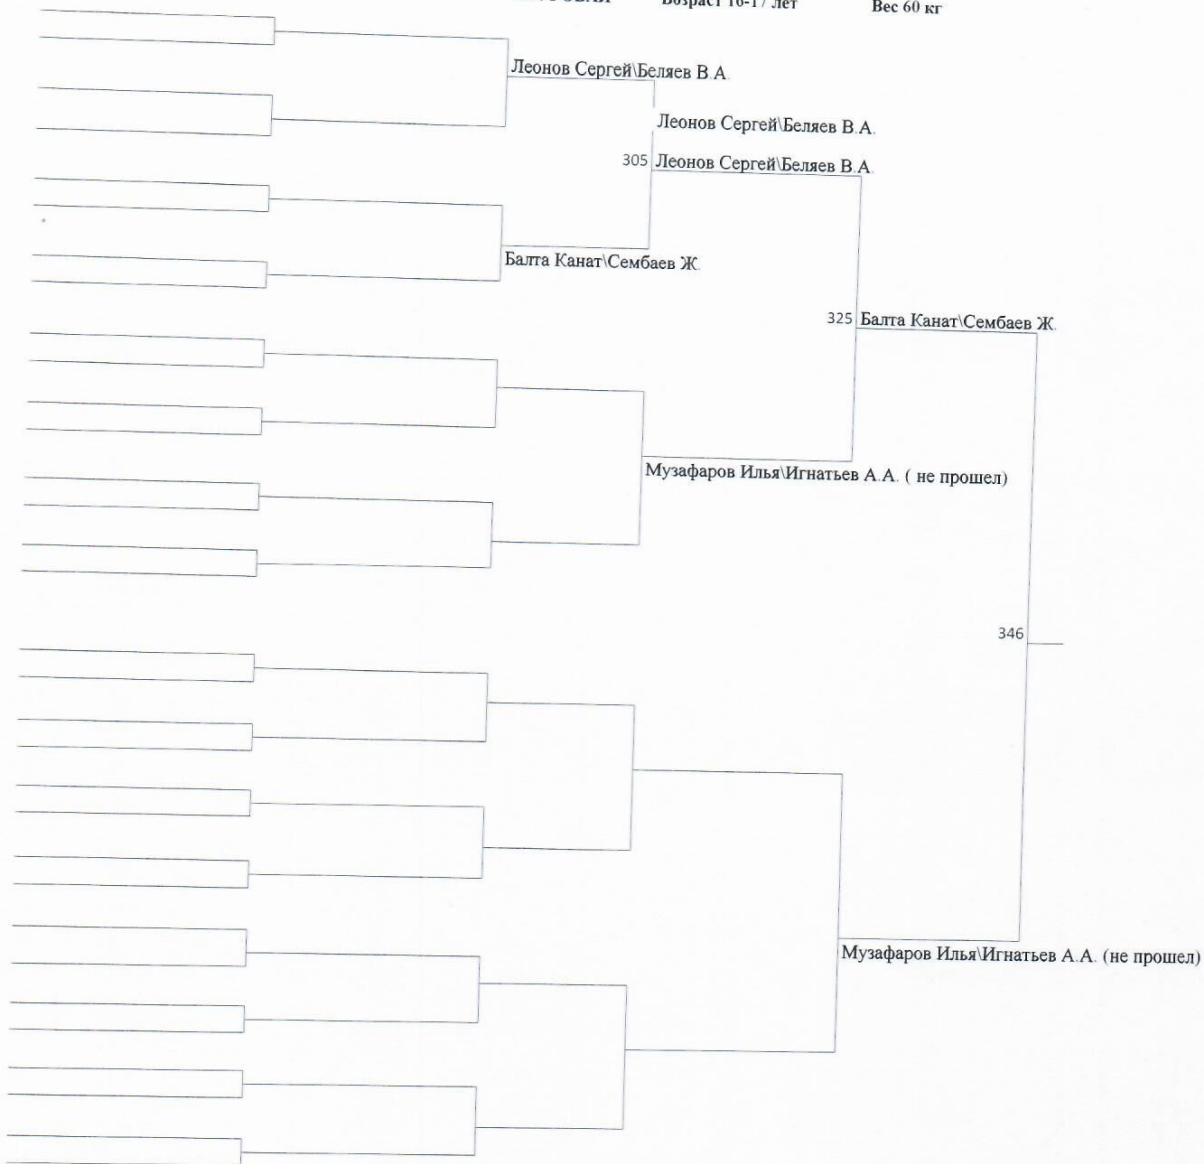 Возраст 16-17 лет
Вес 60 кг
Леонов Сергей\Беляев В.А.
Леонов Сергей\Беляев В.А.
305 Леонов Сергей\Беляев В.А.
Балта Канат\Сембаев Ж.
325 Балта Канат\Сембаев Ж.
Музафаров Илья\Игнатьев А.А. ( не прошел)
346
Музафаров Илья\Игнатьев А.А. (не прошел)